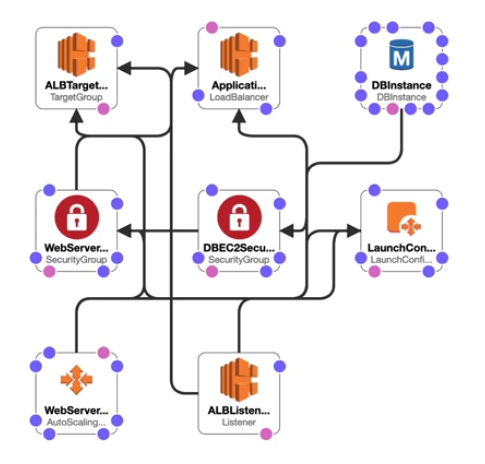 ALBTarget...
TargetGroup
Applicati...
LoadBalancer
M
DBInstance
DBInstance
WebServer...
SecurityGroup
DBEC2Secu...
SecurityGroup
LaunchCon...
LaunchConfi...
WebServer...
AutoScaling...
ALBListen...
Listener